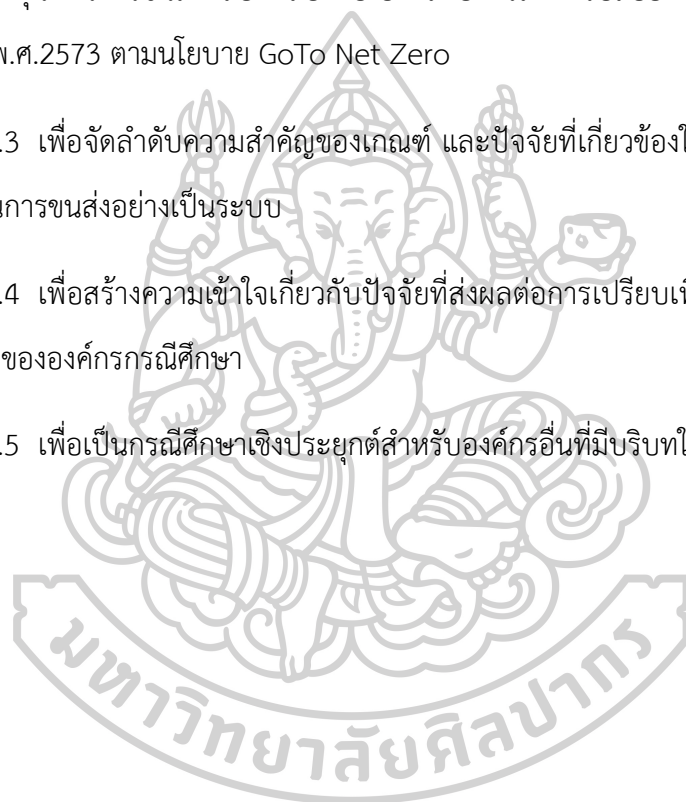 พ.ศ.2573 ตามนโยบาย GoTo Net Zero
.3 เพื่อจัดลำดับความสำคัญของเกณฑ์ และปัจจัยที่เกี่ยวข้องใ
นการขนส่งอย่างเป็นระบบ
.4 เพื่อสร้างความเข้าใจเกี่ยวกับปัจจัยที่ส่งผลต่อการเปรียบเที
ขององค์กรกรณีศึกษา
.5 เพื่อเป็นกรณีศึกษาเชิงประยุกต์สำหรับองค์กรอื่นที่มีบริบทใ
มหาวิทยาลัยศิลปากร